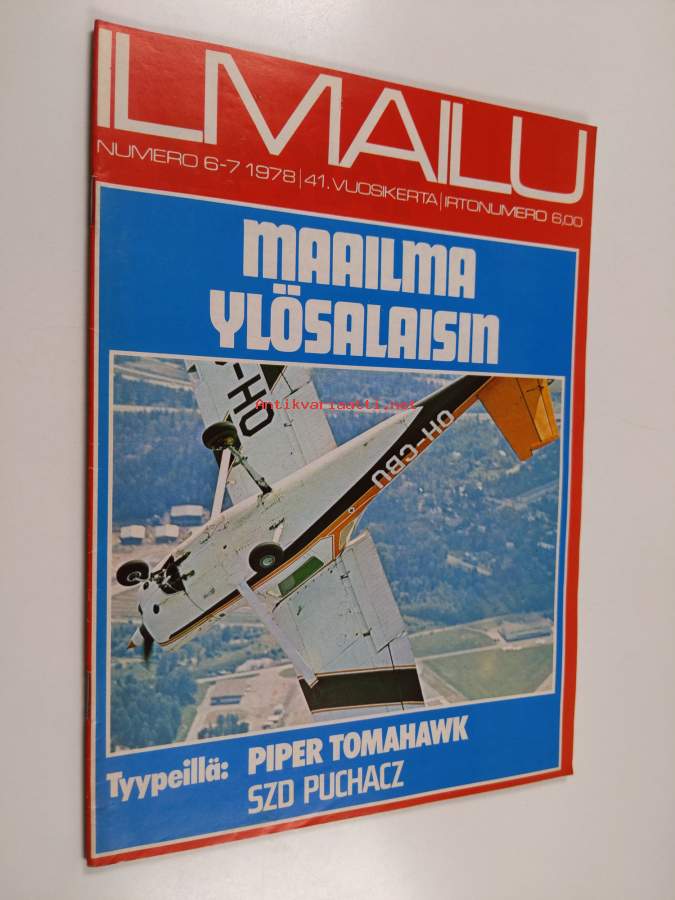 ILMAILU
NUMERO 6-7 1978 | 41. VUOSIKERTA | IRTONUMERO 6,00
MAAILMA
YLÖSALAISIN
-HO
Antikvariaatti.net
OH-CBU
Tyypeillä: PIPER TOMAHAWK
SZD PUCHACZ